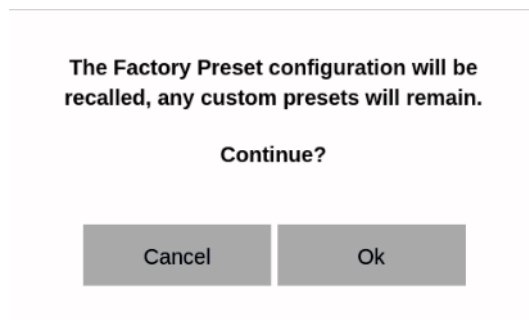 The Factory Preset configuration will be
recalled, any custom presets will remain.
Continue?
Cancel
Ok